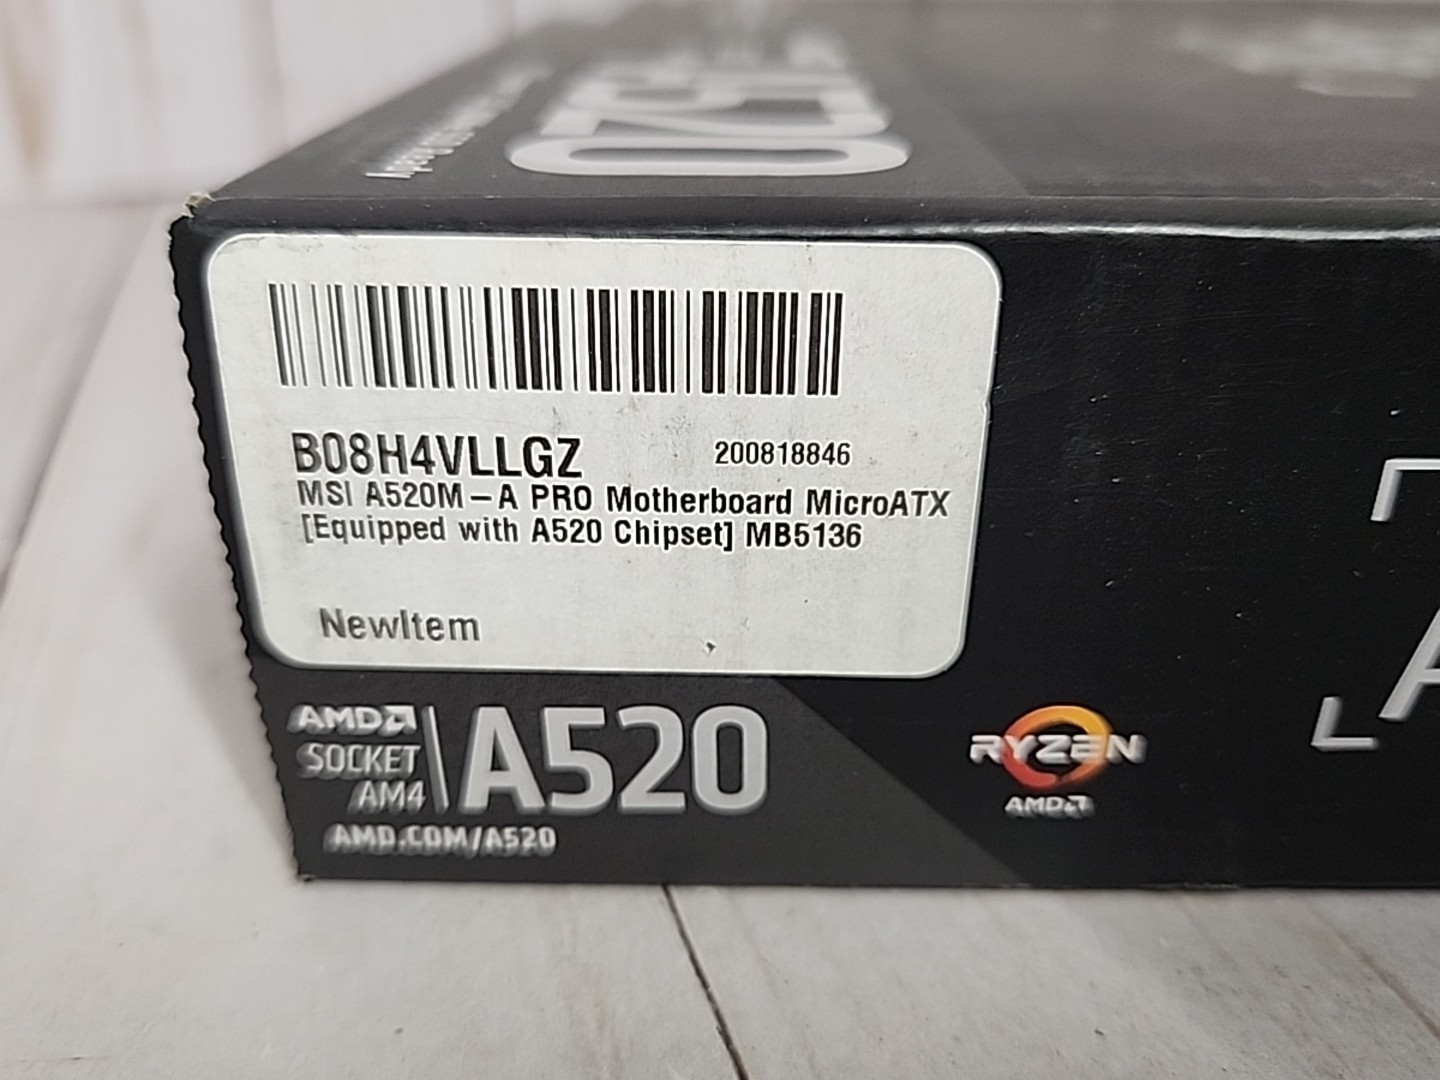 B08H4VLLGZ 200818846
MSI A520M-A PRO Motherboard MicroATX
[Equipped with A520 Chipset] MB5136
NewItem
AMD
SOCKET
AM4
A520
AMD.COM/A520
RYZEN
AMD